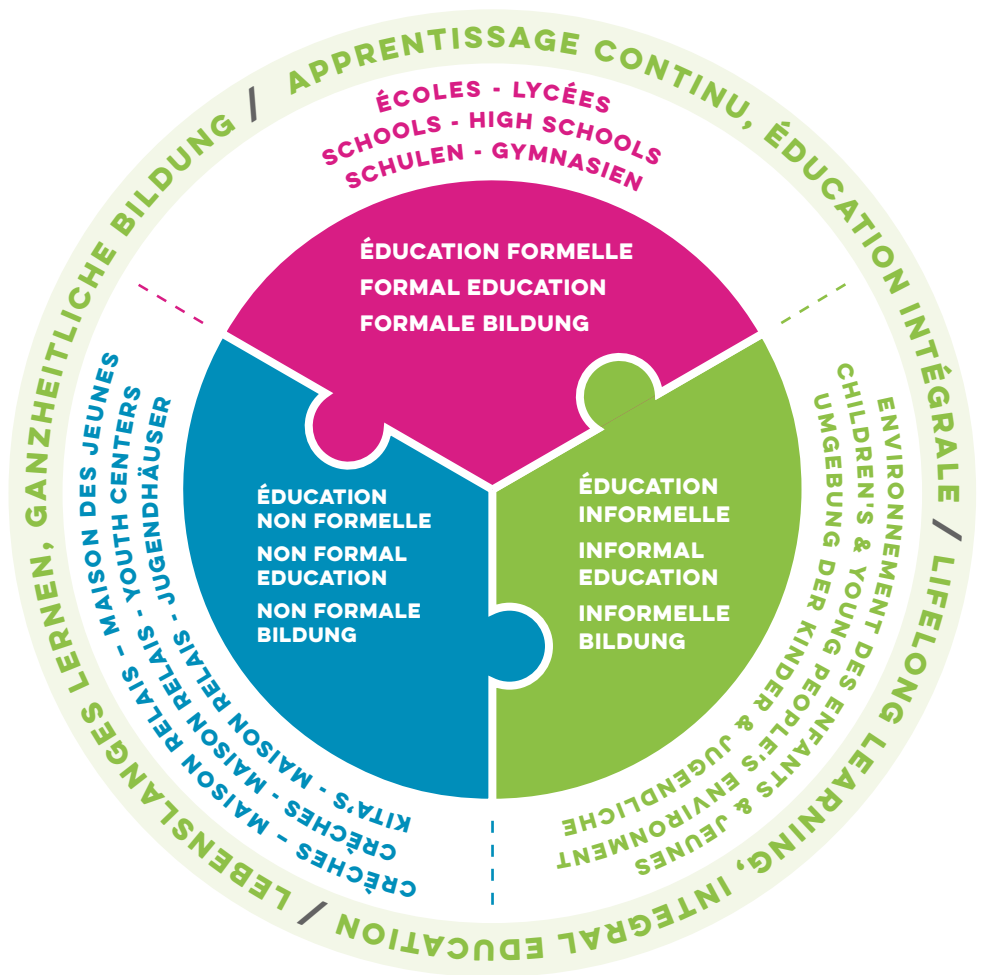 APPRENTISSAGE CONTINU, ÉDUCATION INTÉGRALE / LIFELONG LEARNING, INTEGRAL EDUCATION / LEBENSLANGES LERNEN, GANZHEITLICHE BILDUNG /
ÉCOLES - LYCÉES
SCHOOLS - HIGH SCHOOLS
SCHULEN - GYMNASIEN
ÉDUCATION FORMELLE
FORMAL EDUCATION
FORMALE BILDUNG
CRÈCHES – MAISON RELAIS – MAISON DES JEUNES
CRÈCHES - MAISON RELAIS - YOUTH CENTERS
KITA'S - MAISON RELAIS - JUGENDHÄUSER
ÉDUCATION
NON FORMELLE
NON FORMAL
EDUCATION
NON FORMALE
BILDUNG
ÉDUCATION
INFORMELLE
INFORMAL
EDUCATION
INFORMELLE
BILDUNG
ENVIRONNEMENT DES ENFANTS & JEUNES
CHILDREN'S & YOUNG PEOPLE'S ENVIRONMENT
UMGEBUNG DER KINDER & JUGENDLICHE